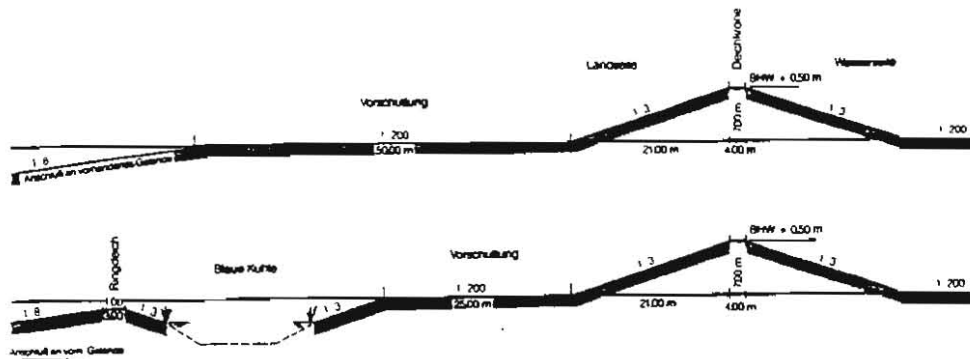 Deichkrone
Landseite
Wasserseite
BHW + 0,50 m
Vorschüttung
1:3
1:3
7,00 m
1:200
1:200
50,00 m
21,00 m
4,00 m
1:8
Anschluß an vorhandenes Gelände
Ringdeich
Blaue Kuhle
Vorschüttung
BHW + 0,50 m
1:3
1:3
7,00 m
1:200
1:200
1:3
1:3
25,00 m
21,00 m
4,00 m
1:8
Anschluß an vorh. Gelände